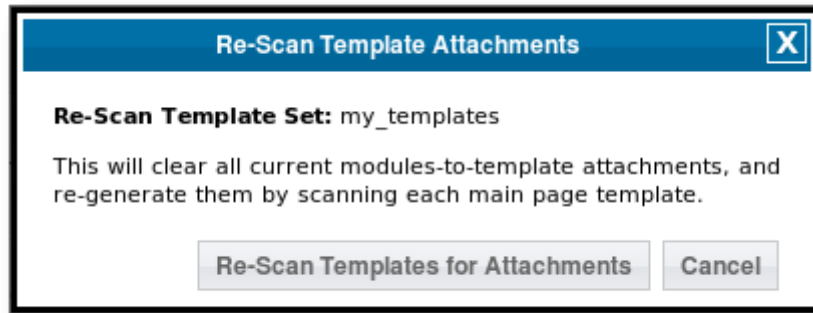 Re-Scan Template Attachments
X
Re-Scan Template Set: my_templates
This will clear all current modules-to-template attachments, and
re-generate them by scanning each main page template.
Re-Scan Templates for Attachments
Cancel